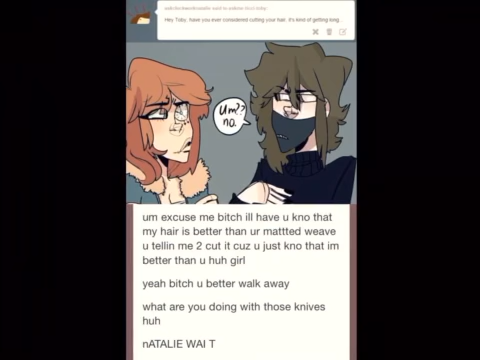 Hey Toby, have you ever considered cutting your hair. It's kind of getting long
Um??
no.
um excuse me bitch ill have u kno that
my hair is better than ur mattted weave
u tellin me 2 cut it cuz u just kno that im
better than u huh girl
yeah bitch u better walk away
what are you doing with those knives
huh
nATALIE WAI T